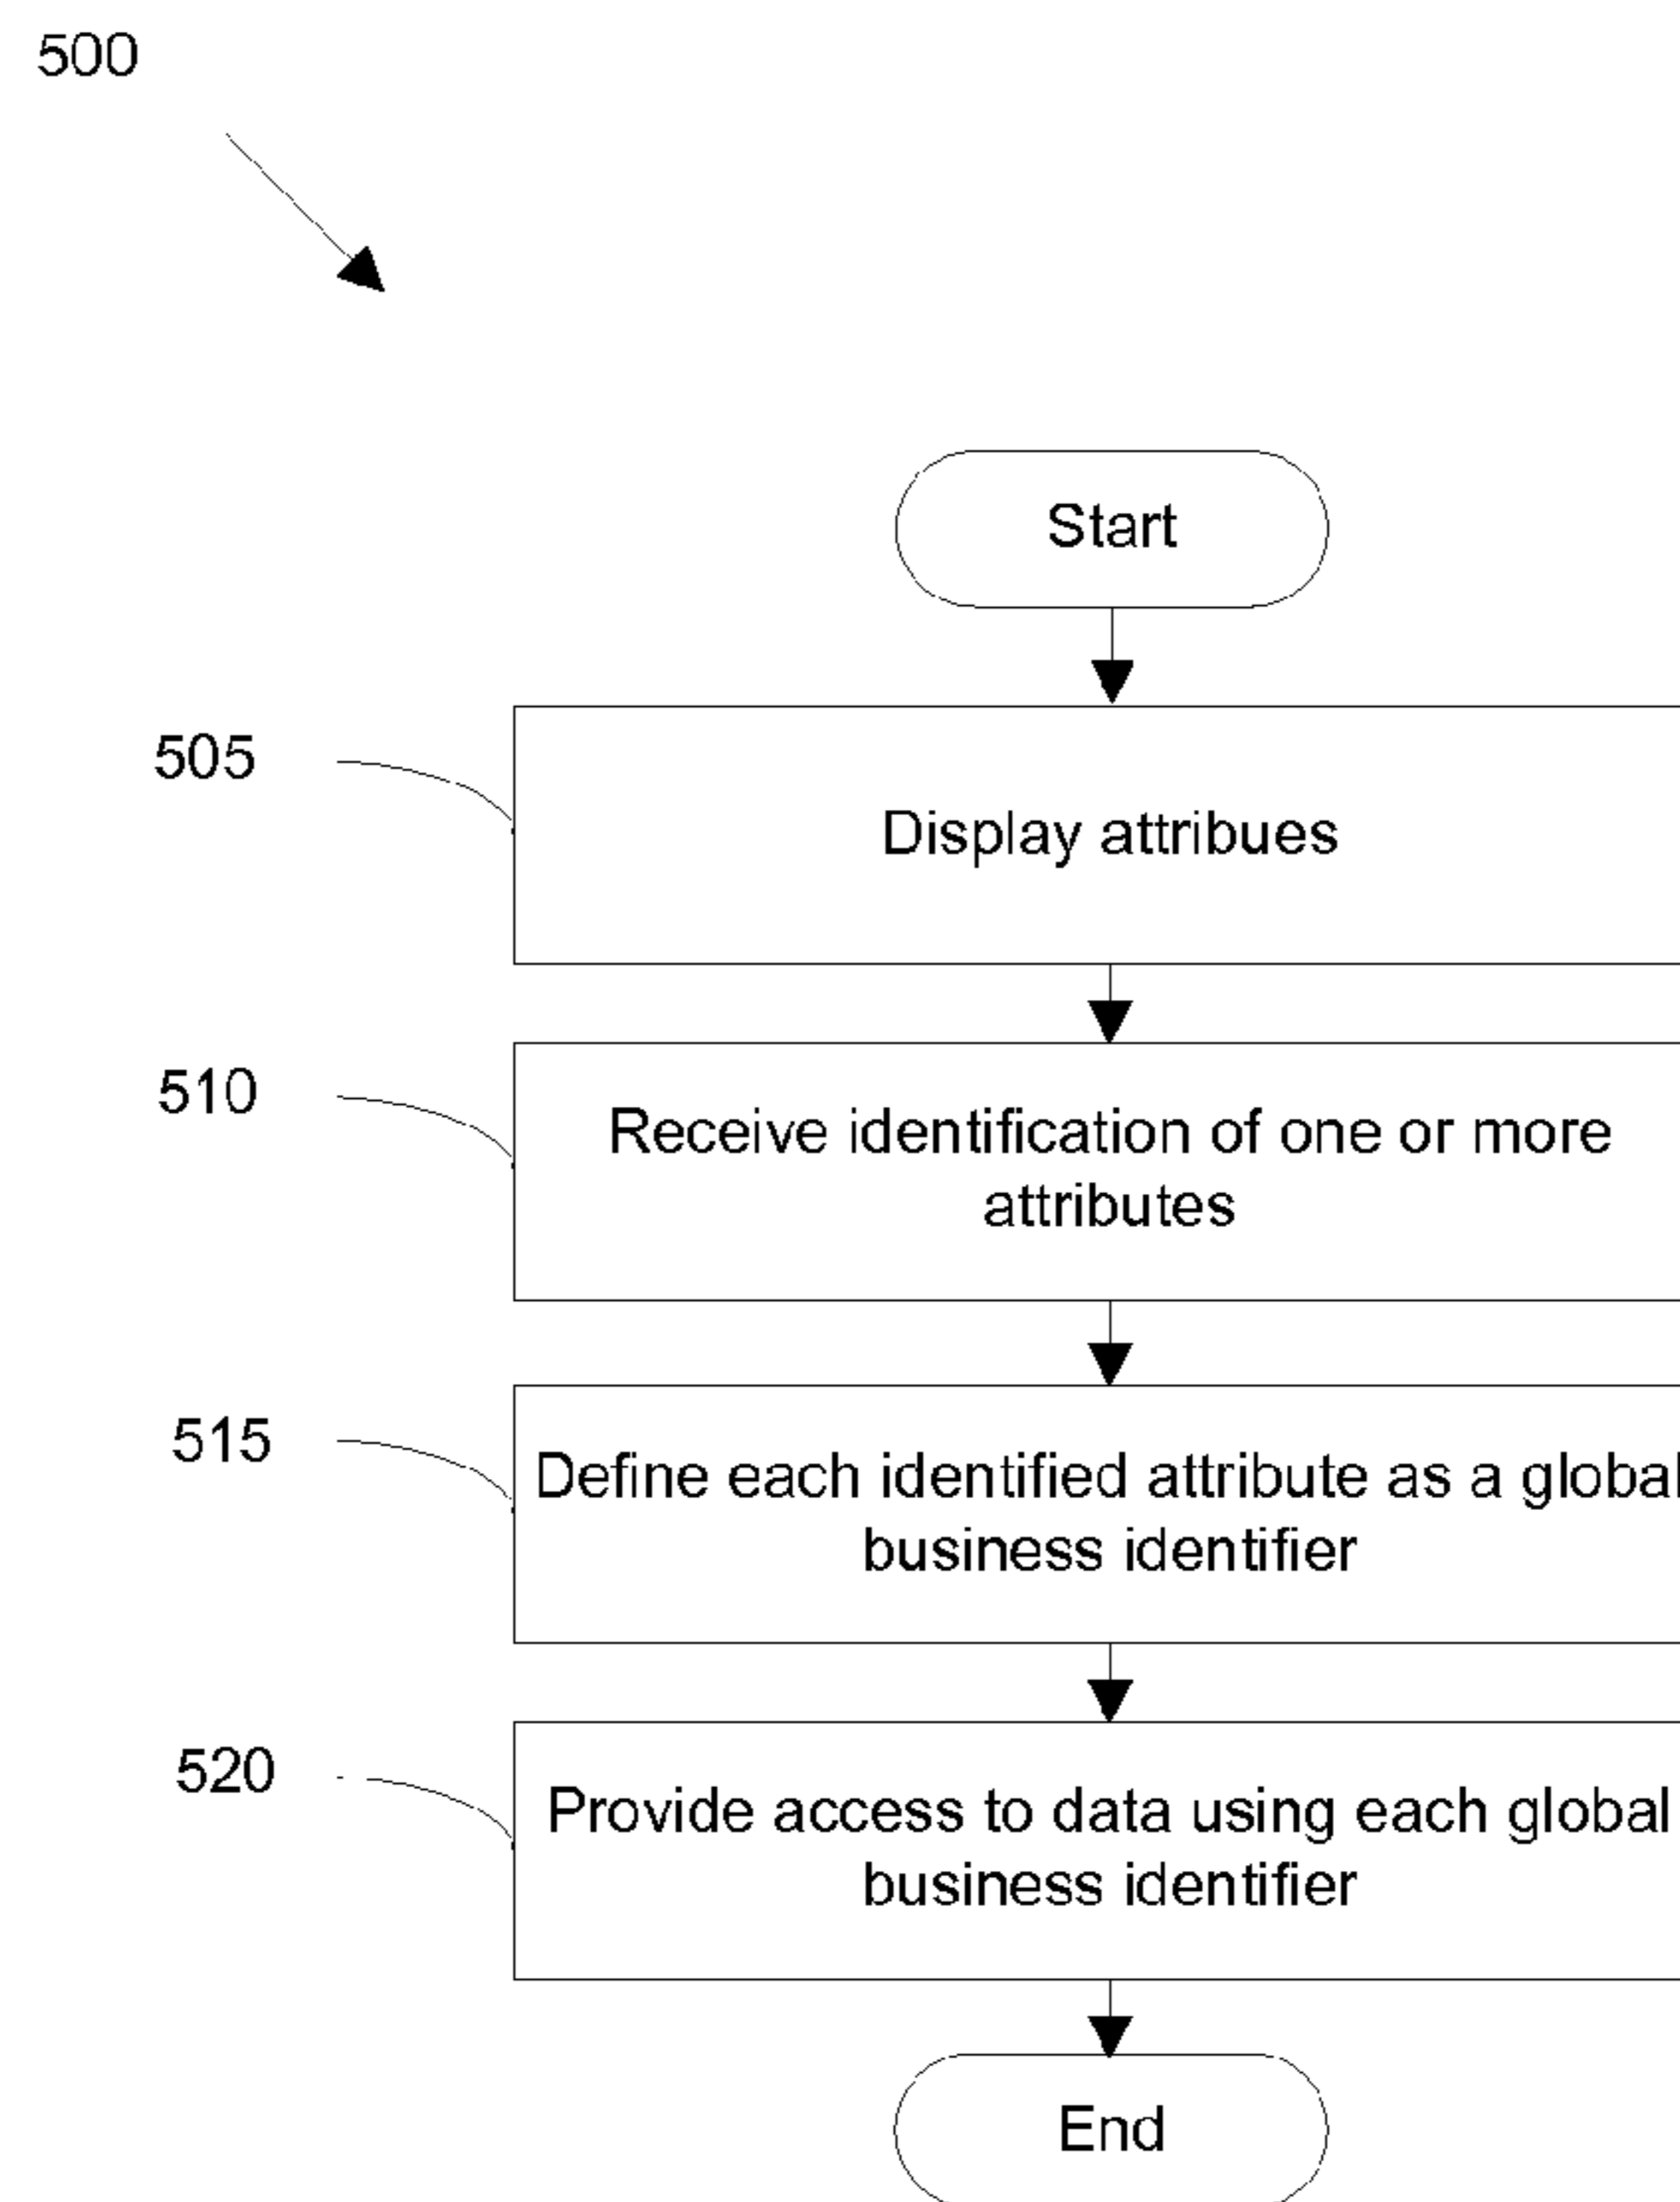 500
Start
505
Display attribues
510
Receive identification of one or more
attributes
515
Define each identified attribute as a global
business identifier
520
Provide access to data using each global
business identifier
End